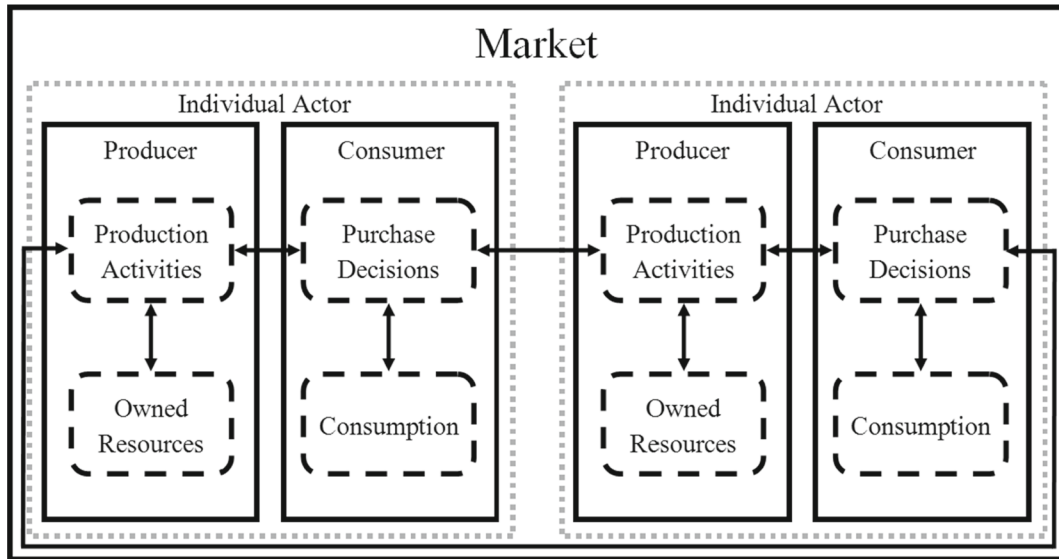 Market
Individual Actor
Producer
Production
Activities
Owned
Resources
Consumer
Purchase
Decisions
Consumption
Individual Actor
Producer
Production
Activities
Owned
Resources
Consumer
Purchase
Decisions
Consumption